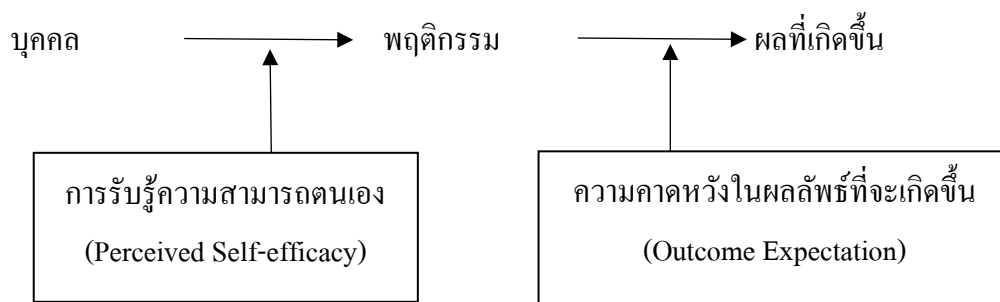 บุคคล พฤติกรรม ผลที่เกิดขึ้น
การรับรู้ความสามารถตนเอง
(Perceived Self-efficacy)
ความคาดหวังในผลลัพธ์ที่จะเกิดขึ้น
(Outcome Expectation)